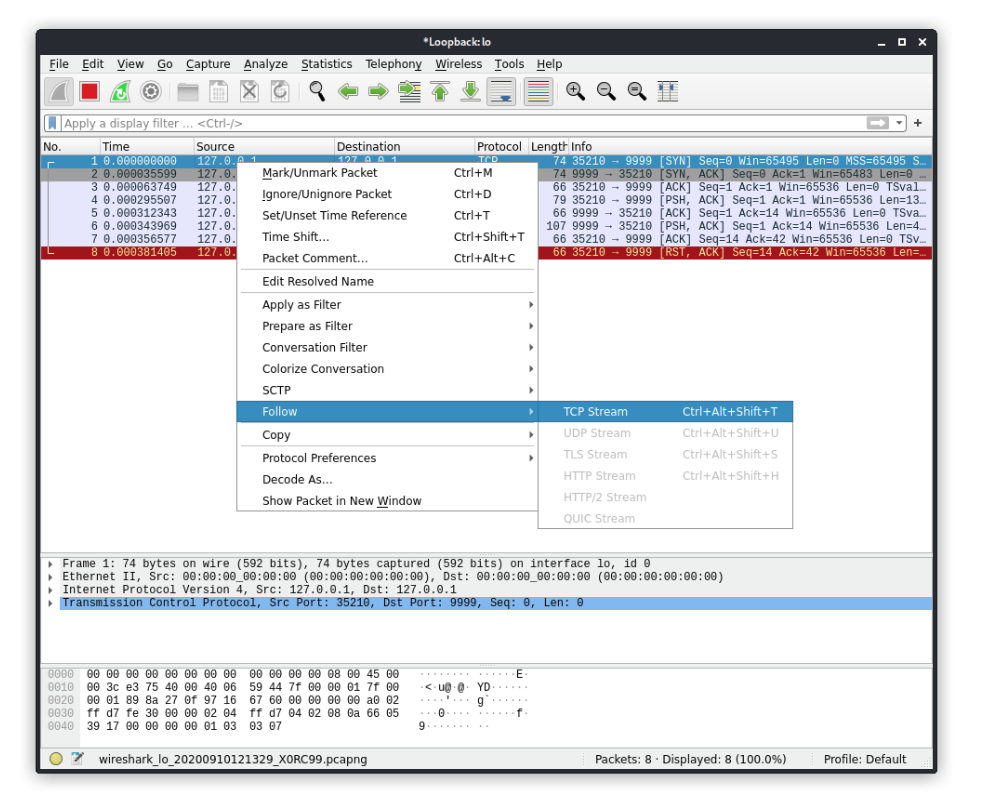 *Loopback: lo
File Edit View Go Capture Analyze Statistics Telephony Wireless Tools Help
Apply a display filter ... <Ctrl-/>
No. Time Source Destination Protocol Length Info
1 0.000000000 127.0.0.1 127.0.0.1 TCP 74 35210 → 9999 [SYN] Seq=0 Win=65495 Len=0 MSS=65495 S…
2 0.000035599 127.0. 74 9999 → 35210 [SYN, ACK] Seq=0 Ack=1 Win=65483 Len=0 …
3 0.000063749 127.0. 66 35210 → 9999 [ACK] Seq=1 Ack=1 Win=65536 Len=0 TSval…
4 0.000295507 127.0. 79 35210 → 9999 [PSH, ACK] Seq=1 Ack=1 Win=65536 Len=13…
5 0.000312343 127.0. 66 9999 → 35210 [ACK] Seq=1 Ack=14 Win=65536 Len=0 TSva…
6 0.000343969 127.0. 107 9999 → 35210 [PSH, ACK] Seq=1 Ack=14 Win=65536 Len=4…
7 0.000356577 127.0. 66 35210 → 9999 [ACK] Seq=14 Ack=42 Win=65536 Len=0 TSv…
8 0.000381405 127.0. 66 35210 → 9999 [RST, ACK] Seq=14 Ack=42 Win=65536 Len=…
Mark/Unmark Packet Ctrl+M
Ignore/Unignore Packet Ctrl+D
Set/Unset Time Reference Ctrl+T
Time Shift... Ctrl+Shift+T
Packet Comment... Ctrl+Alt+C
Edit Resolved Name
Apply as Filter
Prepare as Filter
Conversation Filter
Colorize Conversation
SCTP
Follow
Copy
Protocol Preferences
Decode As...
Show Packet in New Window
TCP Stream Ctrl+Alt+Shift+T
UDP Stream Ctrl+Alt+Shift+U
TLS Stream Ctrl+Alt+Shift+S
HTTP Stream Ctrl+Alt+Shift+H
HTTP/2 Stream
QUIC Stream
Frame 1: 74 bytes on wire (592 bits), 74 bytes captured (592 bits) on interface lo, id 0
Ethernet II, Src: 00:00:00_00:00:00 (00:00:00:00:00:00), Dst: 00:00:00_00:00:00 (00:00:00:00:00:00)
Internet Protocol Version 4, Src: 127.0.0.1, Dst: 127.0.0.1
Transmission Control Protocol, Src Port: 35210, Dst Port: 9999, Seq: 0, Len: 0
0000 00 00 00 00 00 00 00 00 00 00 00 00 08 00 45 00 ········ ······E·
0010 00 3c e3 75 40 00 40 06 59 44 7f 00 00 01 7f 00 ·<·u@·@· YD······
0020 00 01 89 8a 27 0f 97 16 67 60 00 00 00 00 a0 02 ····'··· g`······
0030 ff d7 fe 30 00 00 02 04 ff d7 04 02 08 0a 66 05 ···0···· ······f·
0040 39 17 00 00 00 00 01 03 03 07 9······· ··
wireshark_lo_20200910121329_X0RC99.pcapng Packets: 8 · Displayed: 8 (100.0%) Profile: Default